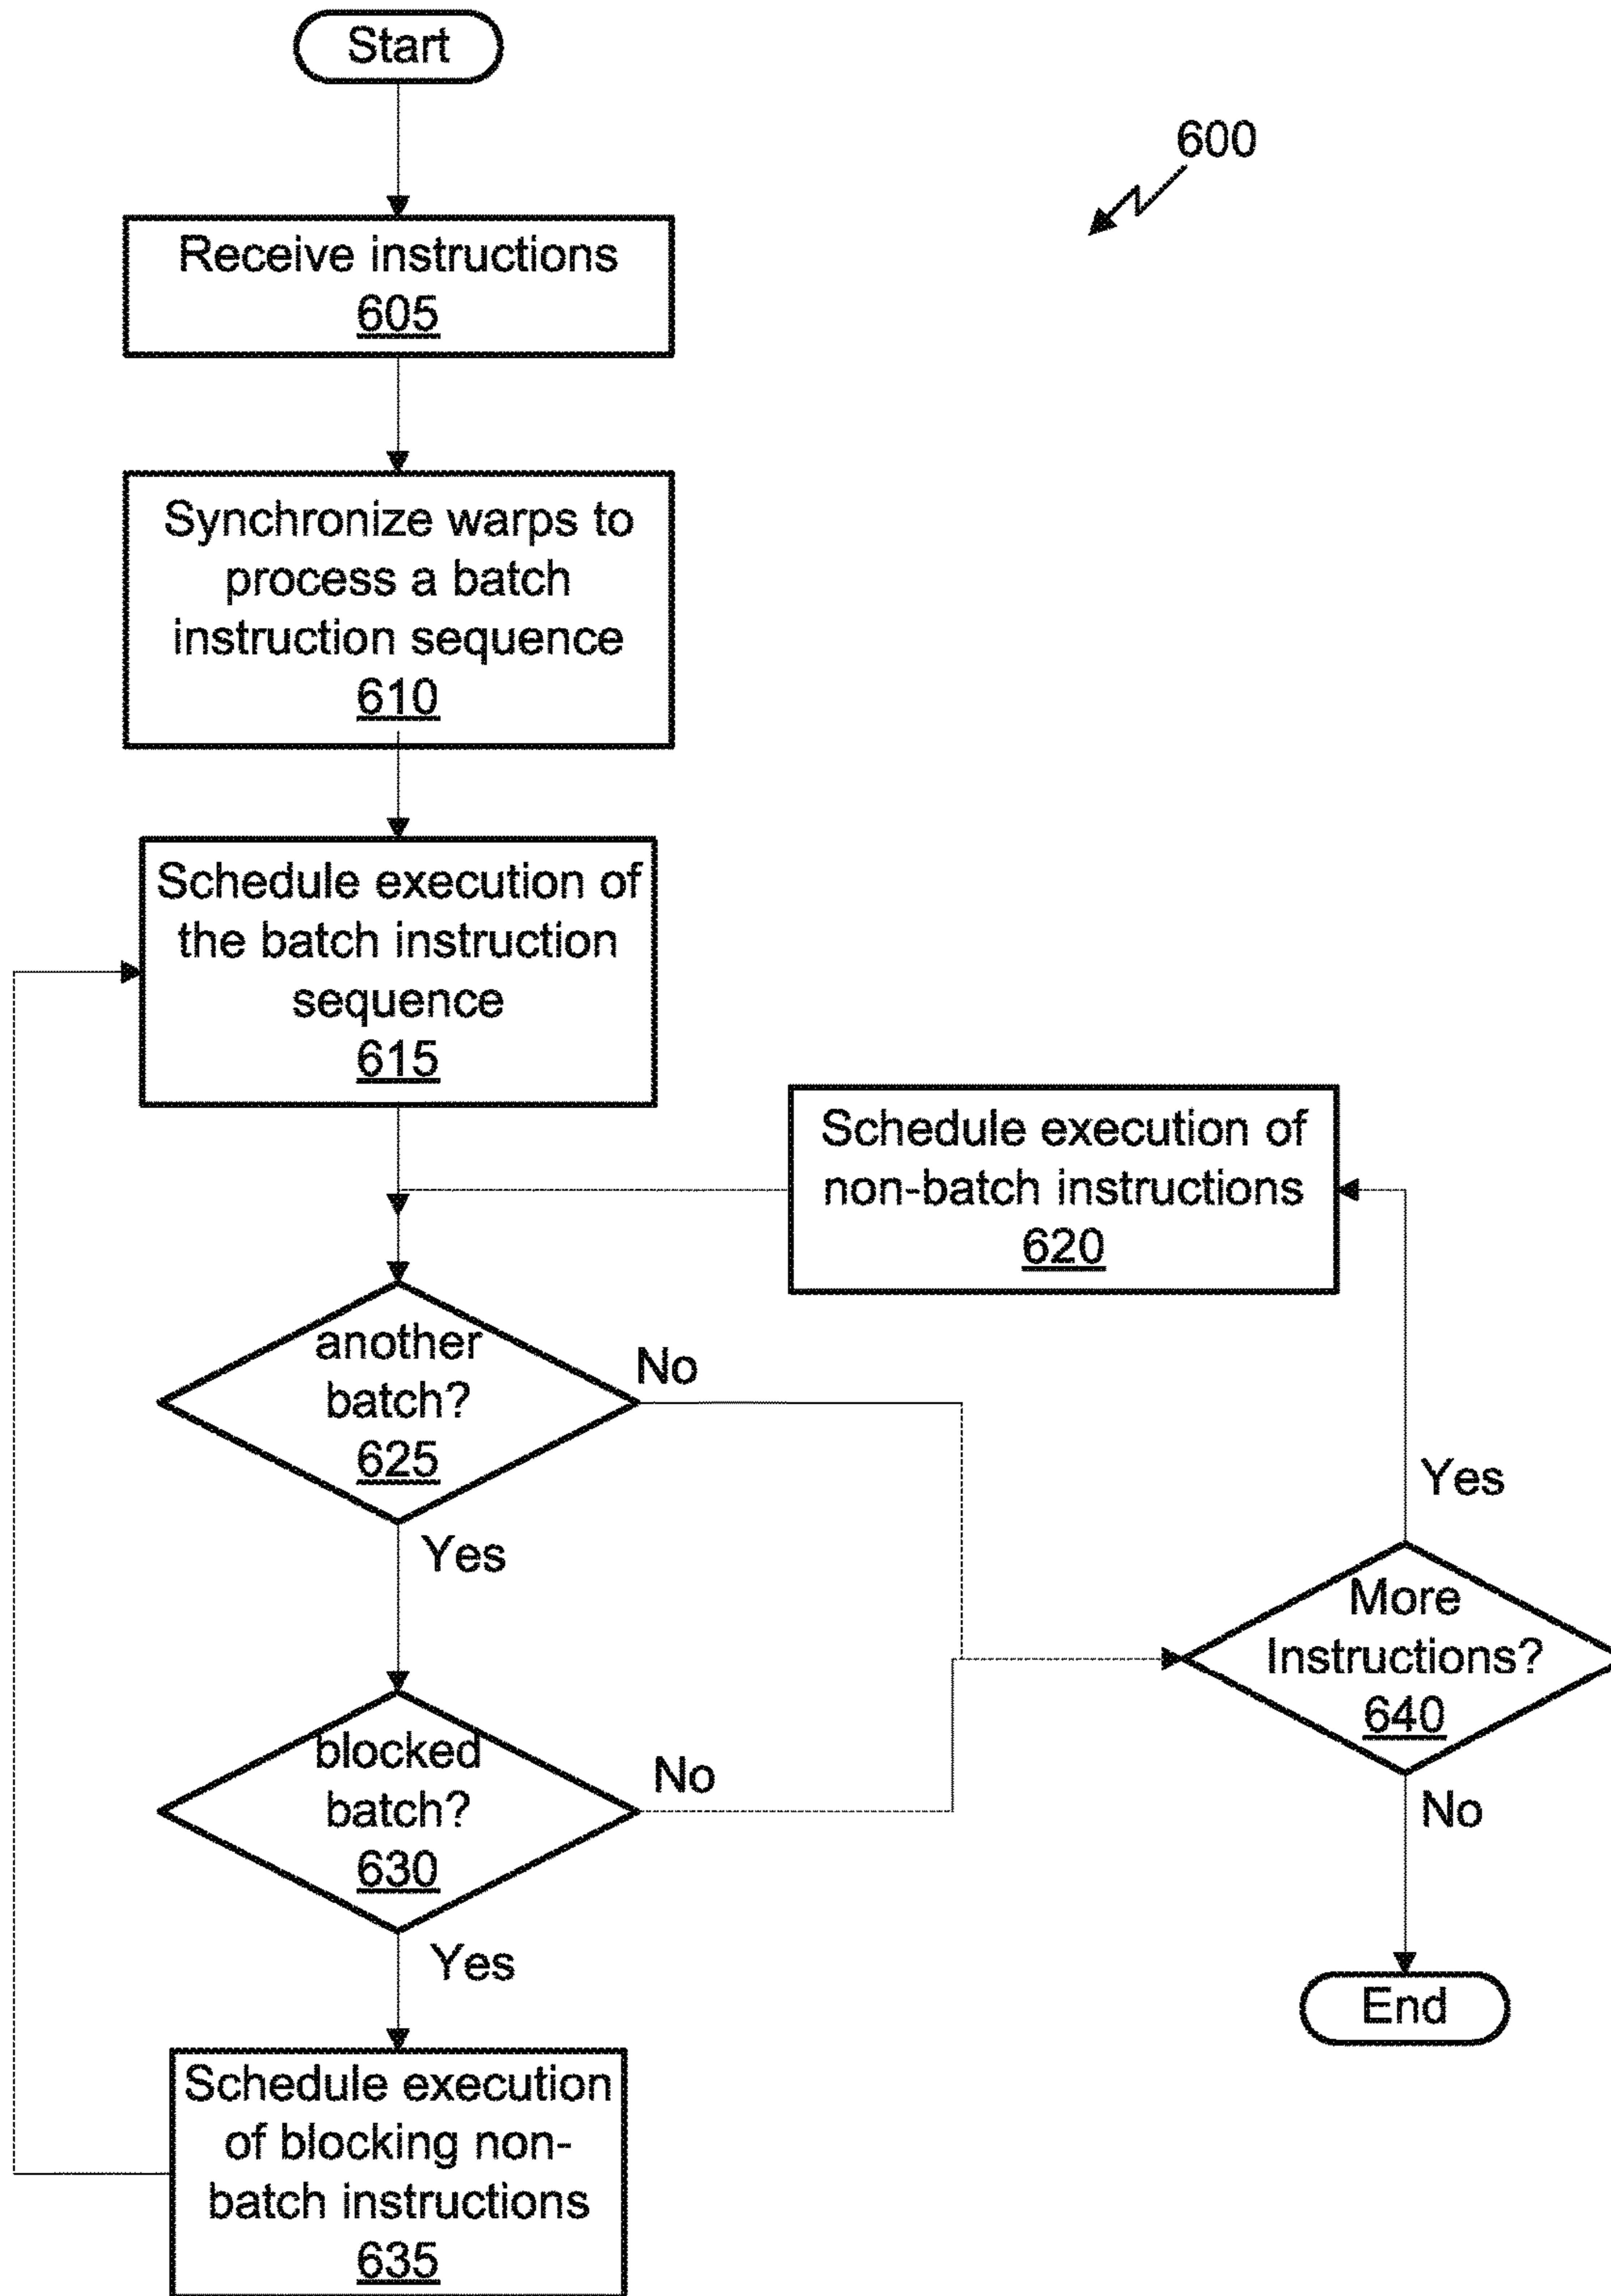 Start
600
Receive instructions
605
Synchronize warps to
process a batch
instruction sequence
610
Schedule execution of
the batch instruction
sequence
615
Schedule execution of
non-batch instructions
620
another
batch?
625
No
Yes
Yes
More
Instructions?
640
No
blocked
batch?
630
No
Yes
End
Schedule execution
of blocking non-
batch instructions
635